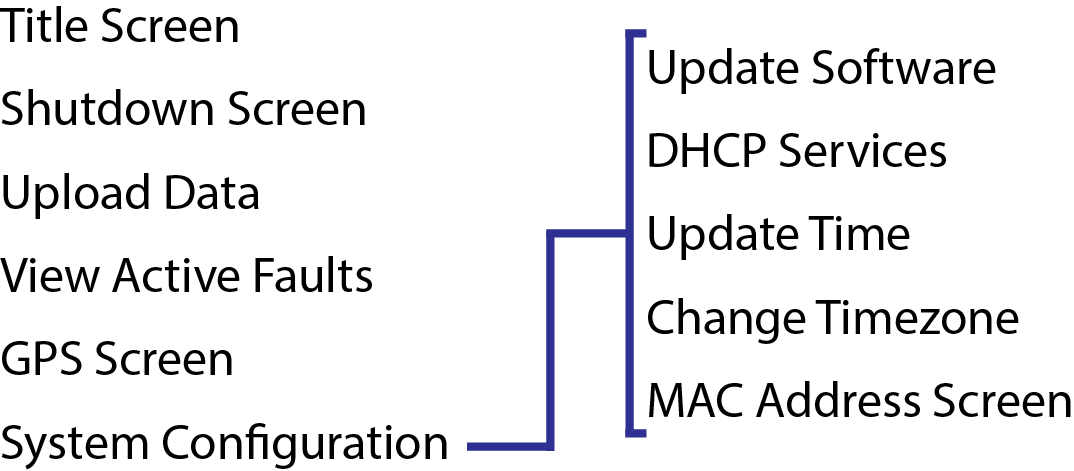 Title Screen
Shutdown Screen
Upload Data
View Active Faults
GPS Screen
System Configuration
Update Software
DHCP Services
Update Time
Change Timezone
MAC Address Screen